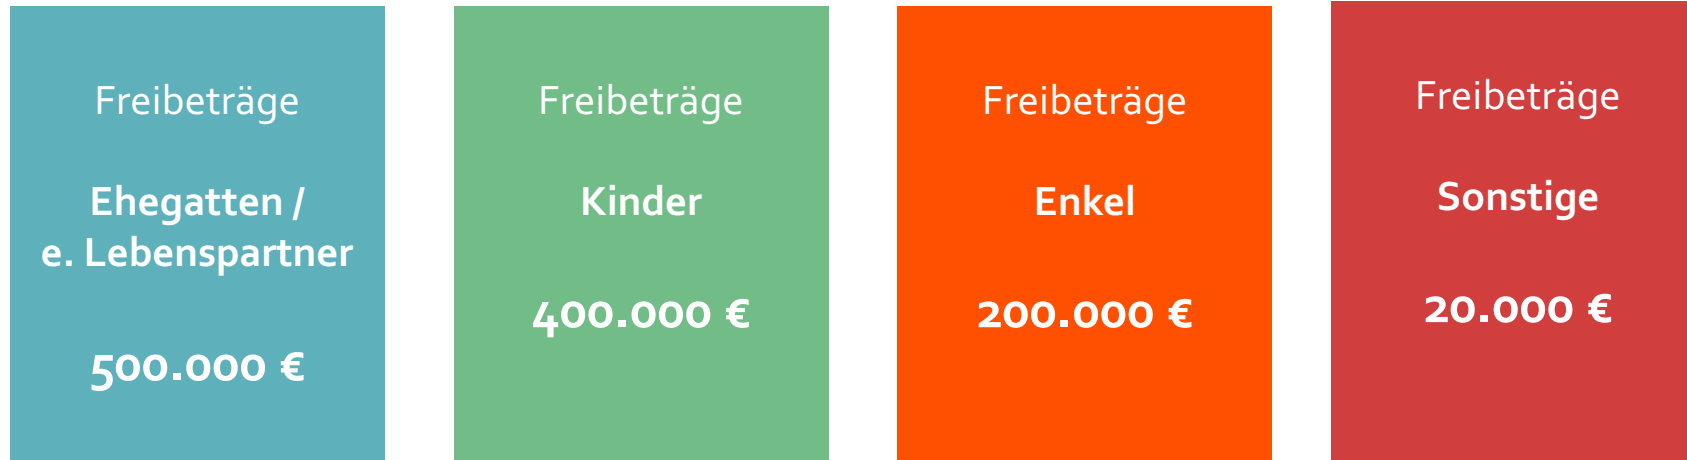 Freibeträge
Ehegatten /
e. Lebenspartner
500.000 €
Freibeträge
Kinder
400.000 €
Freibeträge
Enkel
200.000 €
Freibeträge
Sonstige
20.000 €